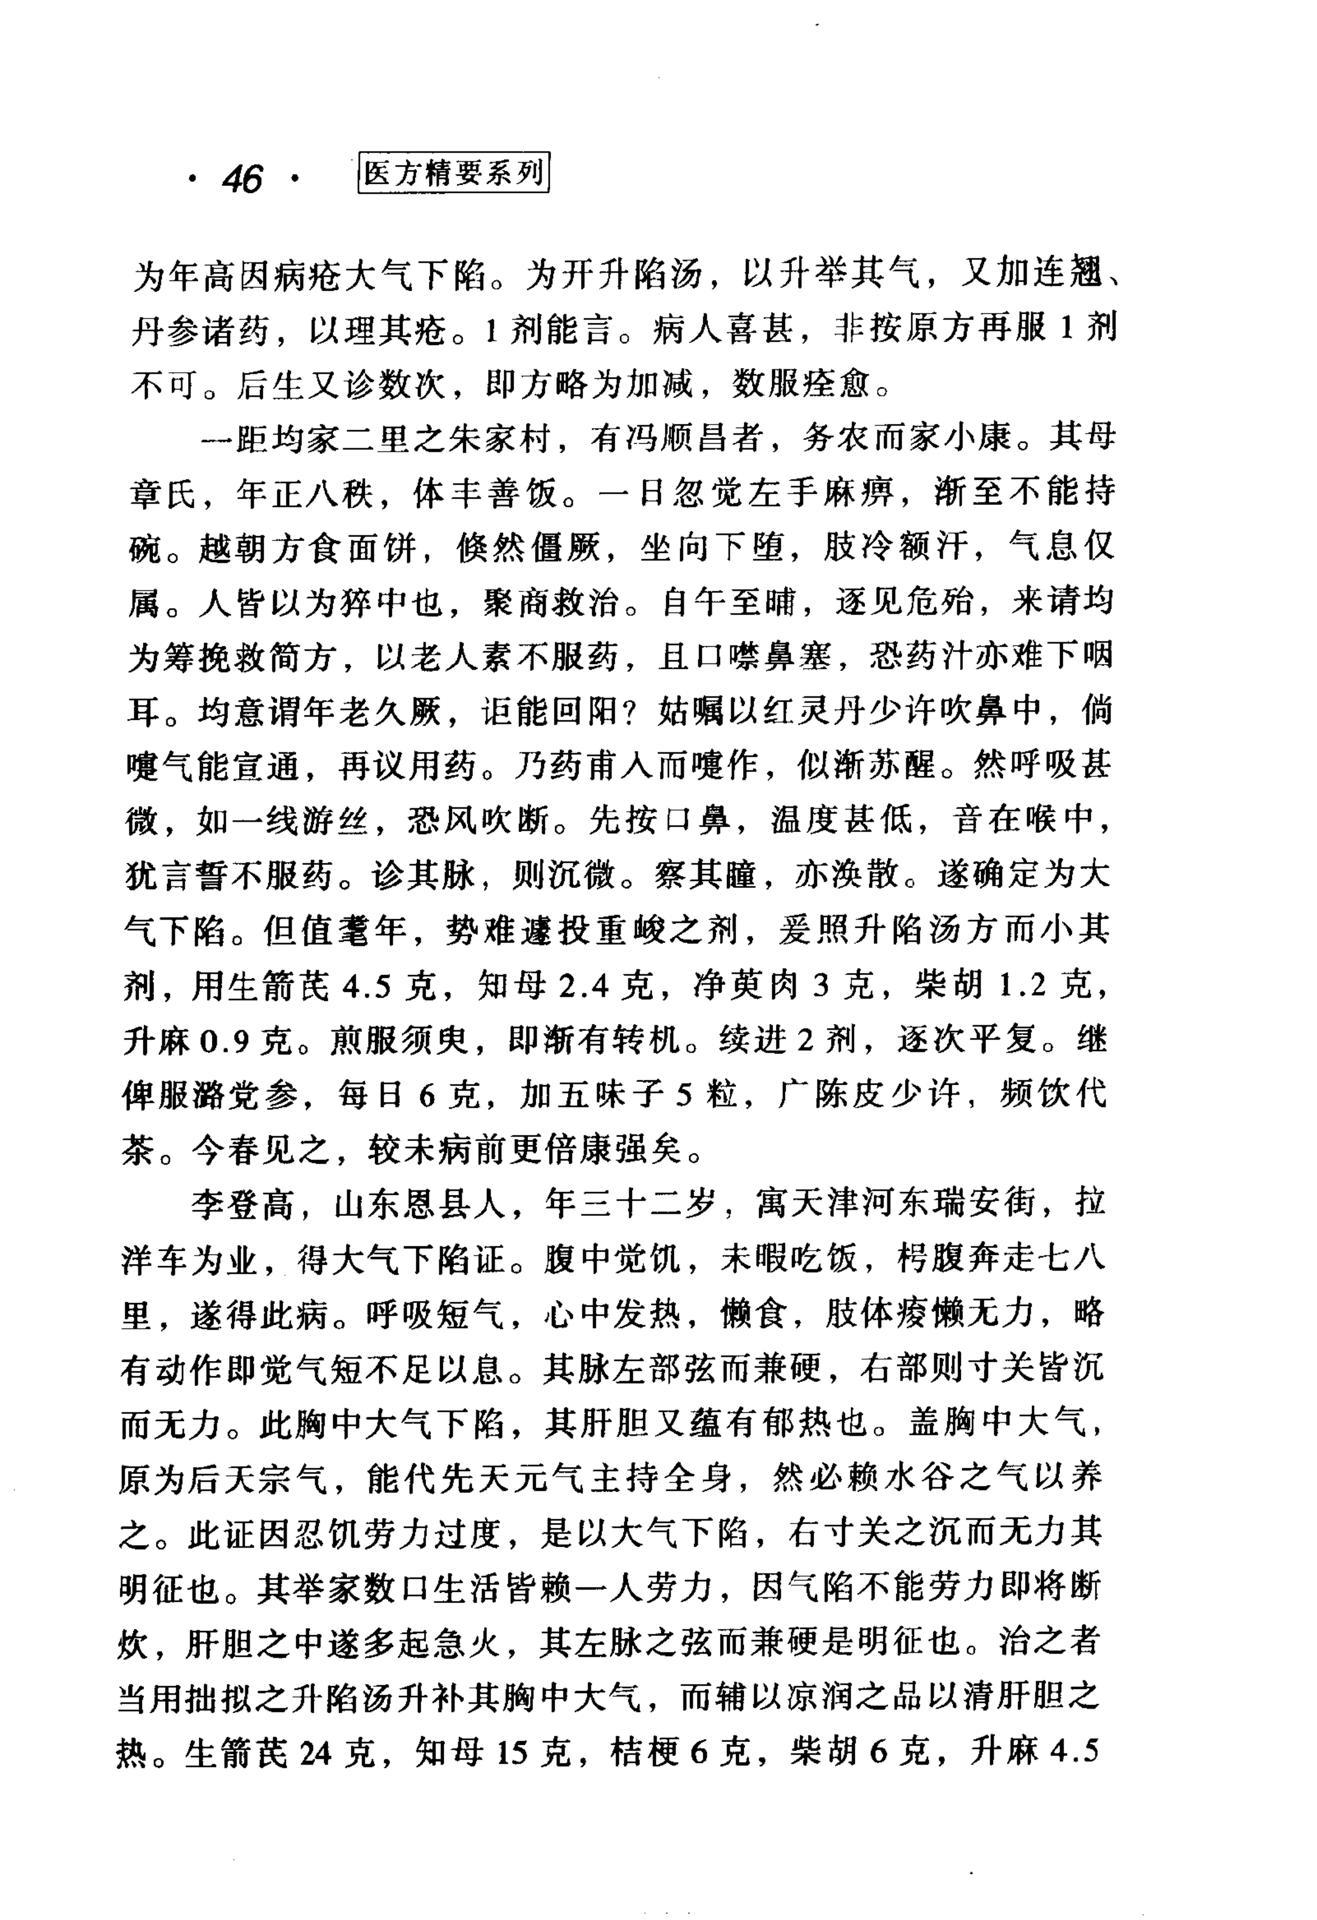 · 46 · 医方精要系列
为年高因病疮大气下陷。为开升陷汤，以升举其气，又加连翘、
丹参诸药，以理其疮。1 剂能言。病人喜甚，非按原方再服 1 剂
不可。后生又诊数次，即方略为加减，数服痊愈。
一距均家二里之朱家村，有冯顺昌者，务农而家小康。其母
章氏，年正八秩，体丰善饭。一日忽觉左手麻痹，渐至不能持
碗。越朝方食面饼，倏然僵厥，坐向下堕，肢冷额汗，气息仅
属。人皆以为猝中也，聚商救治。自午至晡，逐见危殆，来请均
为筹挽救简方，以老人素不服药，且口噤鼻塞，恐药汁亦难下咽
耳。均意谓年老久厥，讵能回阳？姑嘱以红灵丹少许吹鼻中，倘
嚏气能宣通，再议用药。乃药甫入而嚏作，似渐苏醒。然呼吸甚
微，如一线游丝，恐风吹断。先按口鼻，温度甚低，音在喉中，
犹言誓不服药。诊其脉，则沉微。察其瞳，亦涣散。遂确定为大
气下陷。但值耄年，势难遽投重峻之剂，爰照升陷汤方而小其
剂，用生箭芪 4.5 克，知母 2.4 克，净萸肉 3 克，柴胡 1.2 克，
升麻 0.9 克。煎服须臾，即渐有转机。续进 2 剂，逐次平复。继
俾服潞党参，每日 6 克，加五味子 5 粒，广陈皮少许，频饮代
茶。今春见之，较未病前更倍康强矣。
李登高，山东恩县人，年三十二岁，寓天津河东瑞安街，拉
洋车为业，得大气下陷证。腹中觉饥，未暇吃饭，枵腹奔走七八
里，遂得此病。呼吸短气，心中发热，懒食，肢体痿懒无力，略
有动作即觉气短不足以息。其脉左部弦而兼硬，右部则寸关皆沉
而无力。此胸中大气下陷，其肝胆又蕴有郁热也。盖胸中大气，
原为后天宗气，能代先天元气主持全身，然必赖水谷之气以养
之。此证因忍饥劳力过度，是以大气下陷，右寸关之沉而无力其
明征也。其举家数口生活皆赖一人劳力，因气陷不能劳力即将断
炊，肝胆之中遂多起急火，其左脉之弦而兼硬是明征也。治之者
当用拙拟之升陷汤升补其胸中大气，而辅以凉润之品以清肝胆之
热。生箭芪 24 克，知母 15 克，桔梗 6 克，柴胡 6 克，升麻 4.5